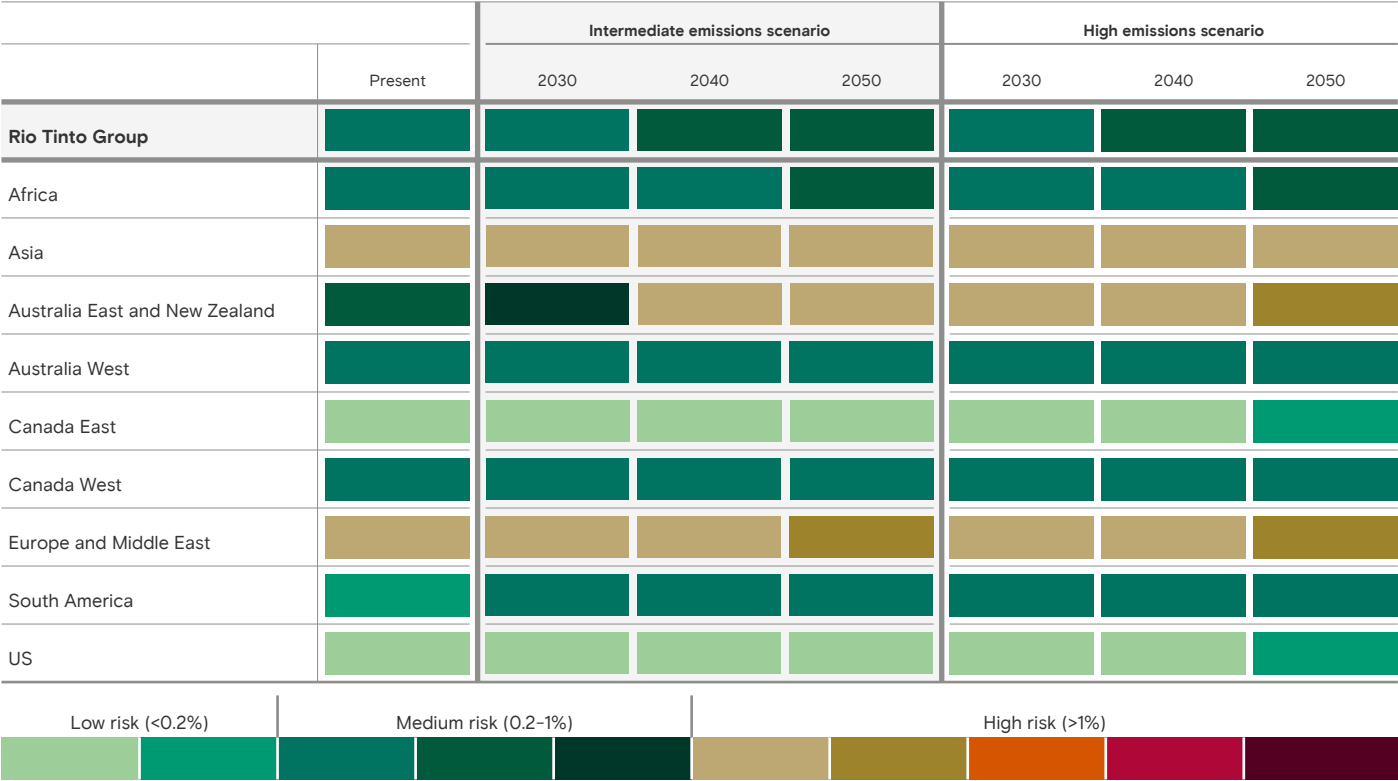 Intermediate emissions scenario High emissions scenario
Present 2030 2040 2050 2030 2040 2050
Rio Tinto Group
Africa
Asia
Australia East and New Zealand
Australia West
Canada East
Canada West
Europe and Middle East
South America
US
Low risk (<0.2%) Medium risk (0.2–1%) High risk (>1%)